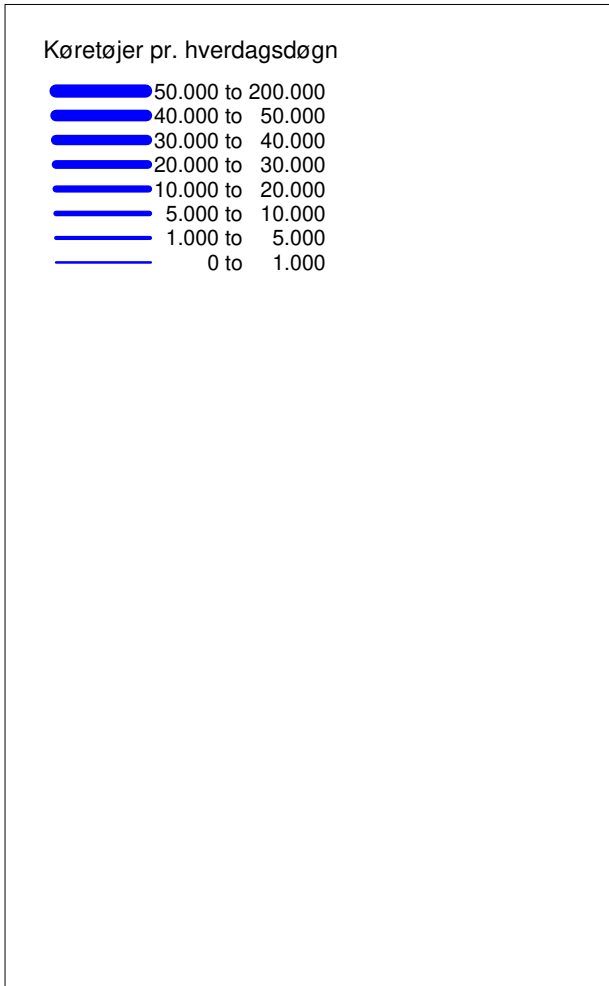 Køretøjer pr. hverdagsdøgn
50.000 to 200.000
40.000 to 50.000
30.000 to 40.000
20.000 to 30.000
10.000 to 20.000
5.000 to 10.000
1.000 to 5.000
0 to 1.000